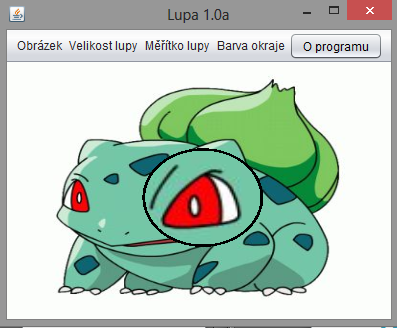 Lupa 1.0a
Obrázek Velikost lupy Měřítko lupy Barva okraje O programu